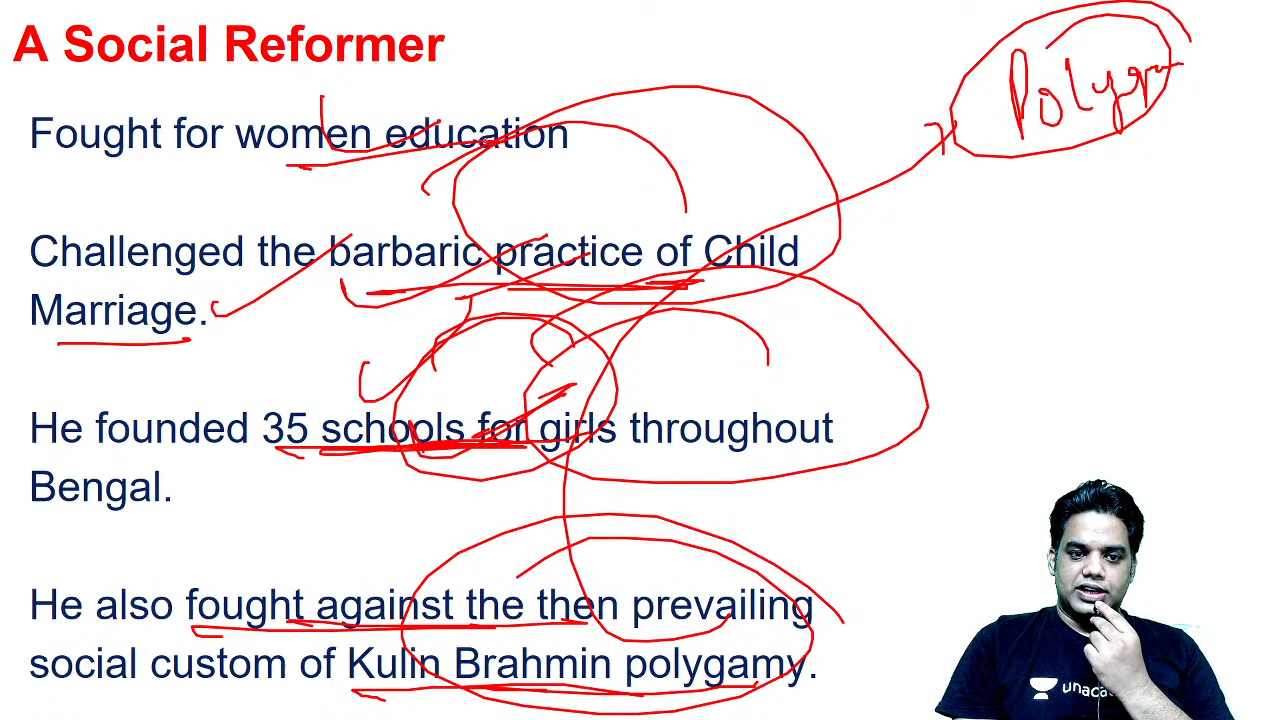 A Social Reformer
Polyga
Fought for women education
Challenged the barbaric practice of Child
Marriage.
He founded 35 schools for girls throughout
Bengal.
He also fought against the then prevailing
social custom of Kulin Brahmin polygamy.